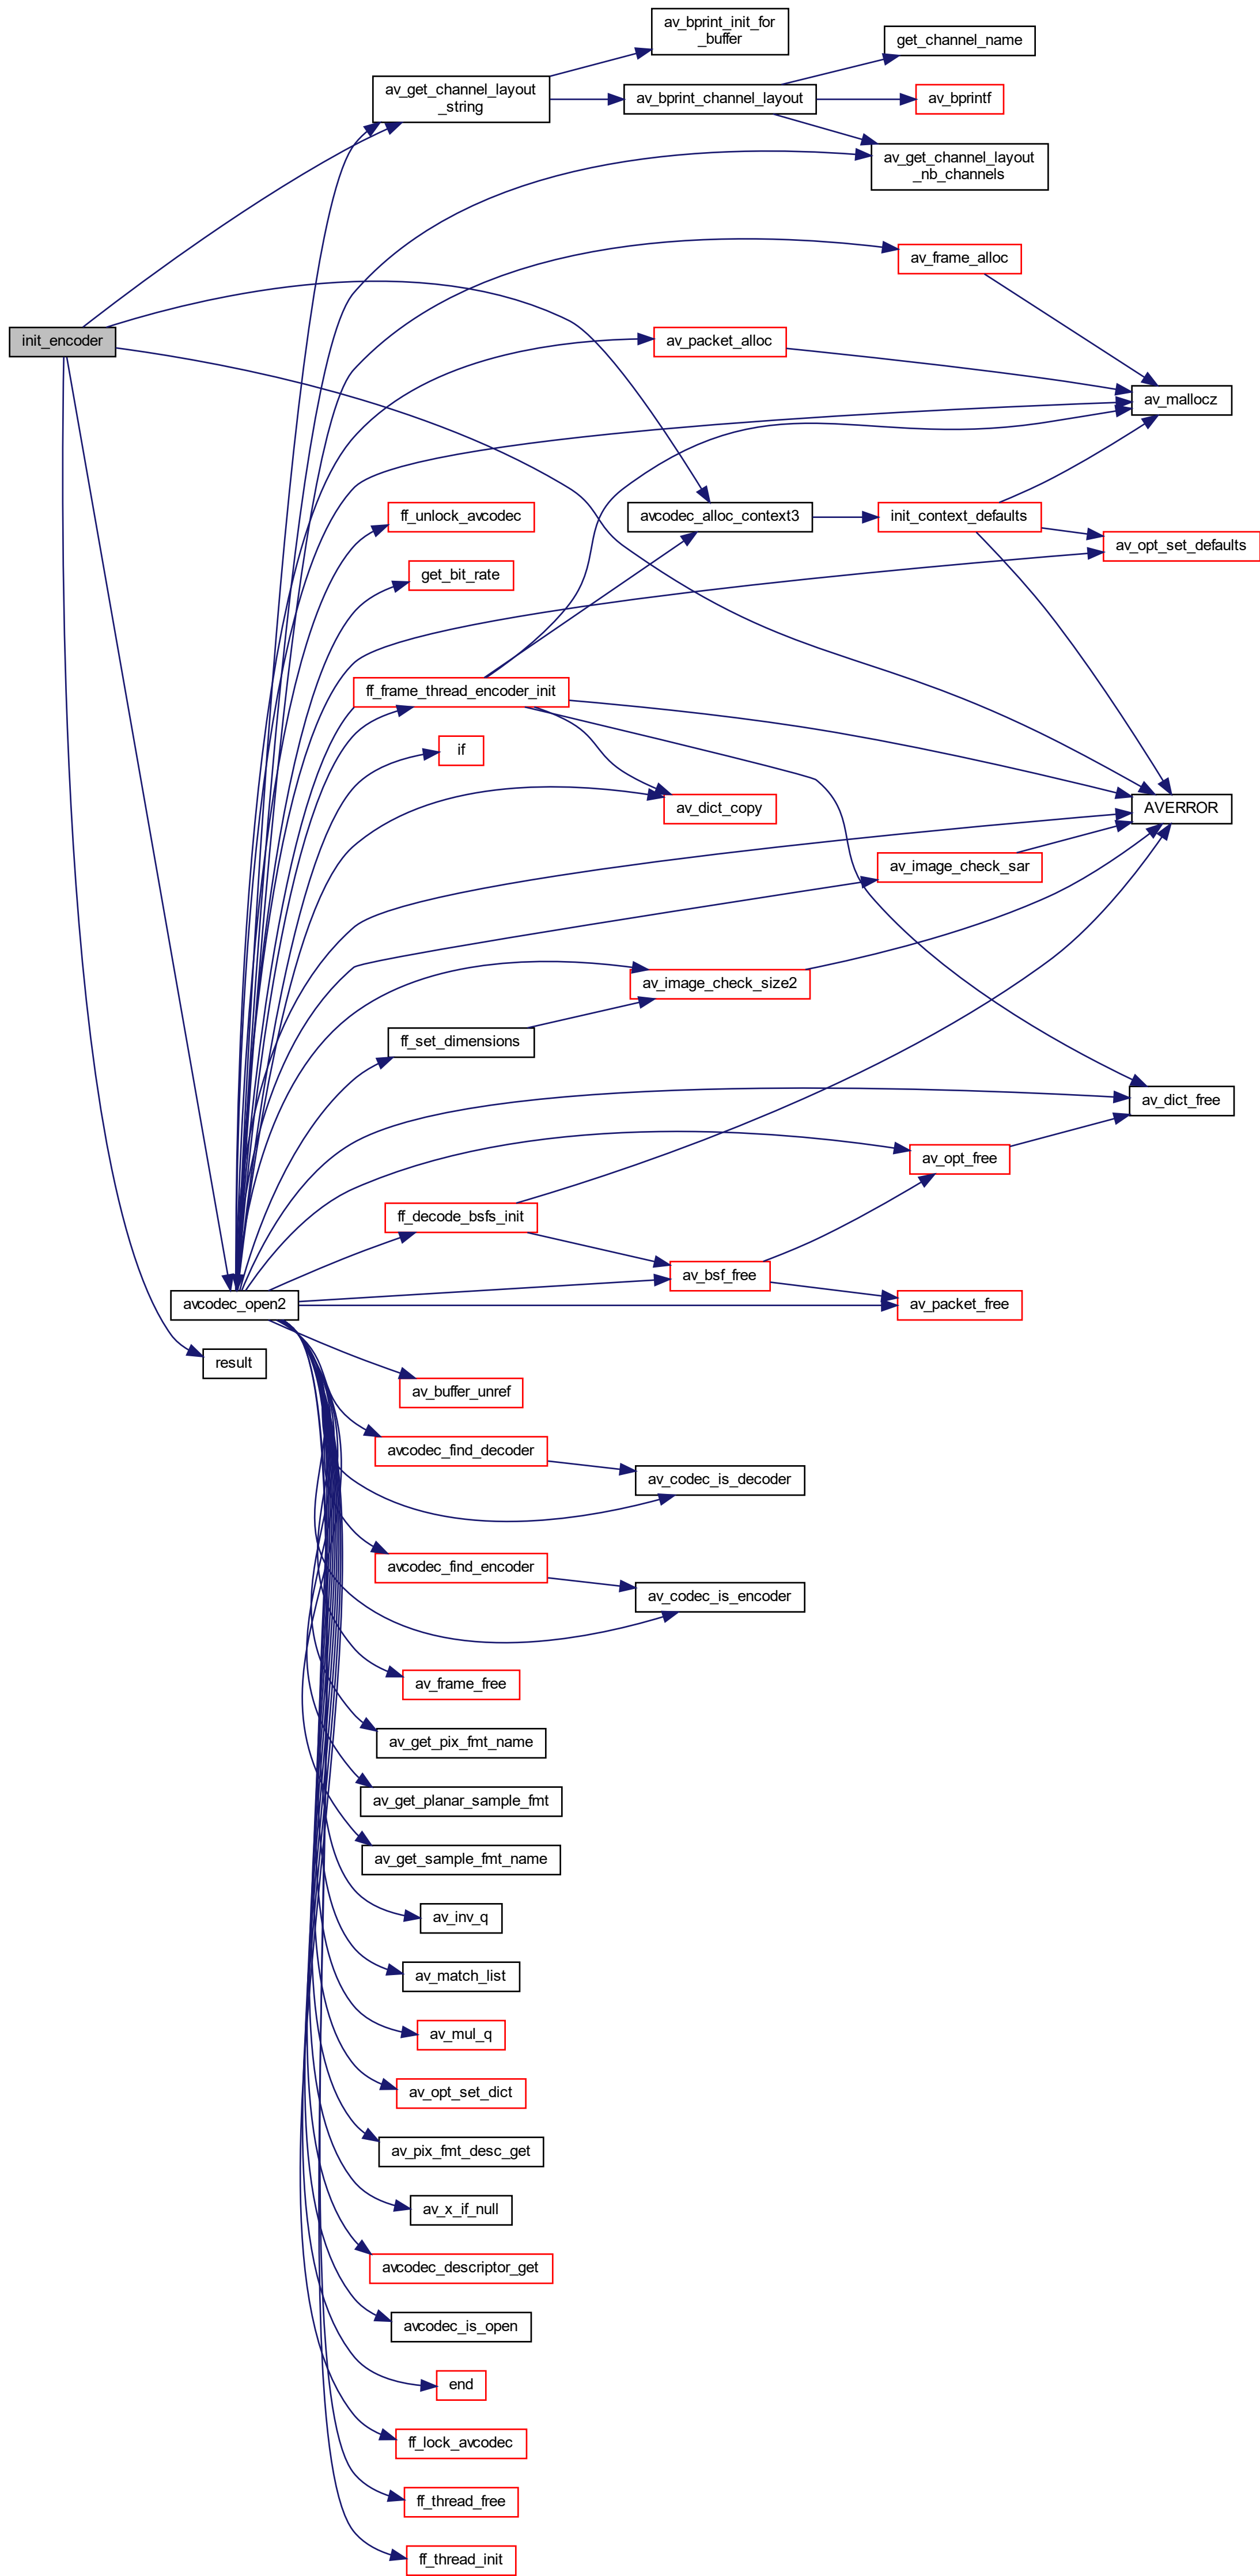 av_bprint_init_for
_buffer
get_channel_name
av_get_channel_layout
_string
av_bprint_channel_layout
av_bprintf
av_get_channel_layout
_nb_channels
av_frame_alloc
init_encoder
av_packet_alloc
av_mallocz
ff_unlock_avcodec
avcodec_alloc_context3
init_context_defaults
av_opt_set_defaults
get_bit_rate
ff_frame_thread_encoder_init
if
av_dict_copy
AVERROR
av_image_check_sar
av_image_check_size2
ff_set_dimensions
av_dict_free
av_opt_free
ff_decode_bsfs_init
av_bsf_free
avcodec_open2
av_packet_free
result
av_buffer_unref
avcodec_find_decoder
av_codec_is_decoder
avcodec_find_encoder
av_codec_is_encoder
av_frame_free
av_get_pix_fmt_name
av_get_planar_sample_fmt
av_get_sample_fmt_name
av_inv_q
av_match_list
av_mul_q
av_opt_set_dict
av_pix_fmt_desc_get
av_x_if_null
avcodec_descriptor_get
avcodec_is_open
end
ff_lock_avcodec
ff_thread_free
ff_thread_init